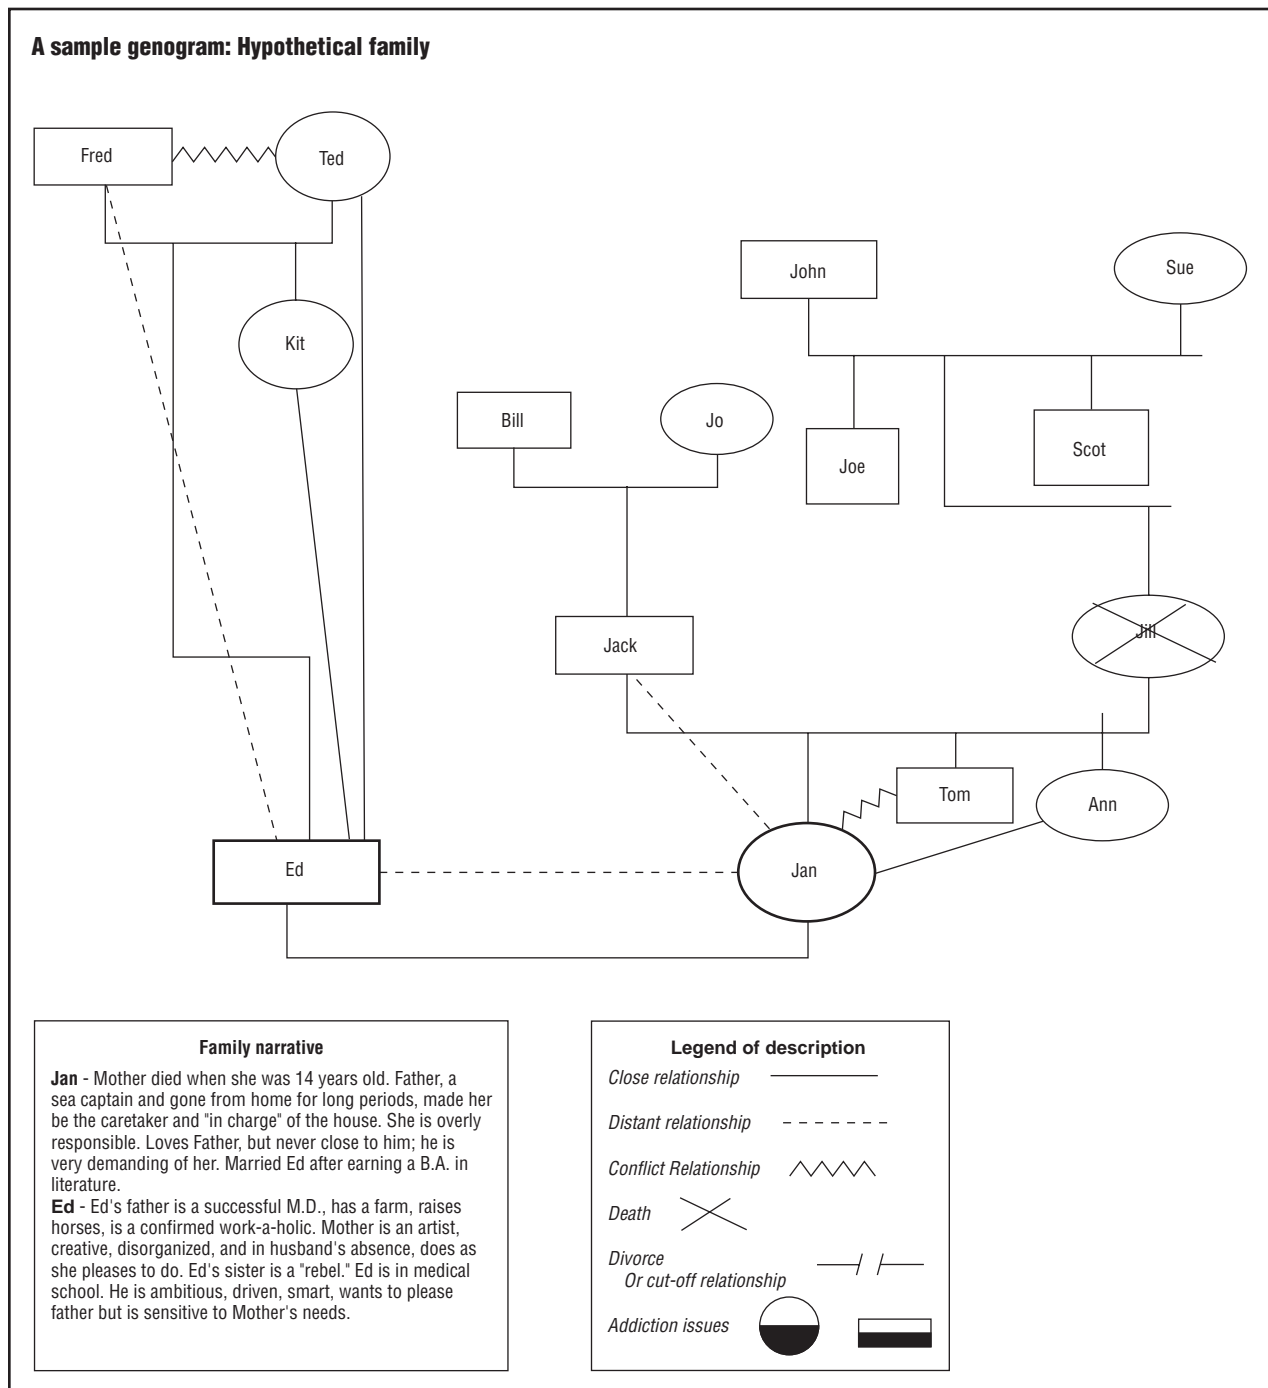 A sample genogram: Hypothetical family
Fred
Ted
John
Sue
Kit
Bill
Jo
Joe
Scot
Jack
Jill
Tom
Ann
Ed
Jan
Family narrative
Jan - Mother died when she was 14 years old. Father, a
sea captain and gone from home for long periods, made her
be the caretaker and "in charge" of the house. She is overly
responsible. Loves Father, but never close to him; he is
very demanding of her. Married Ed after earning a B.A. in
literature.
Ed - Ed's father is a successful M.D., has a farm, raises
horses, is a confirmed work-a-holic. Mother is an artist,
creative, disorganized, and in husband's absence, does as
she pleases to do. Ed's sister is a "rebel." Ed is in medical
school. He is ambitious, driven, smart, wants to please
father but is sensitive to Mother's needs.
Legend of description
Close relationship
Distant relationship
Conflict Relationship
Death
Divorce
Or cut-off relationship
Addiction issues